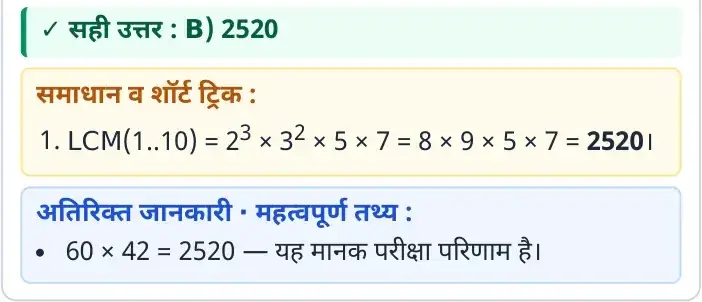 ✓ सही उत्तर : B) 2520
समाधान व शॉर्ट ट्रिक :
1. LCM(1..10) = 2³ × 3² × 5 × 7 = 8 × 9 × 5 × 7 = 2520।
अतिरिक्त जानकारी · महत्वपूर्ण तथ्य :
• 60 × 42 = 2520 — यह मानक परीक्षा परिणाम है।